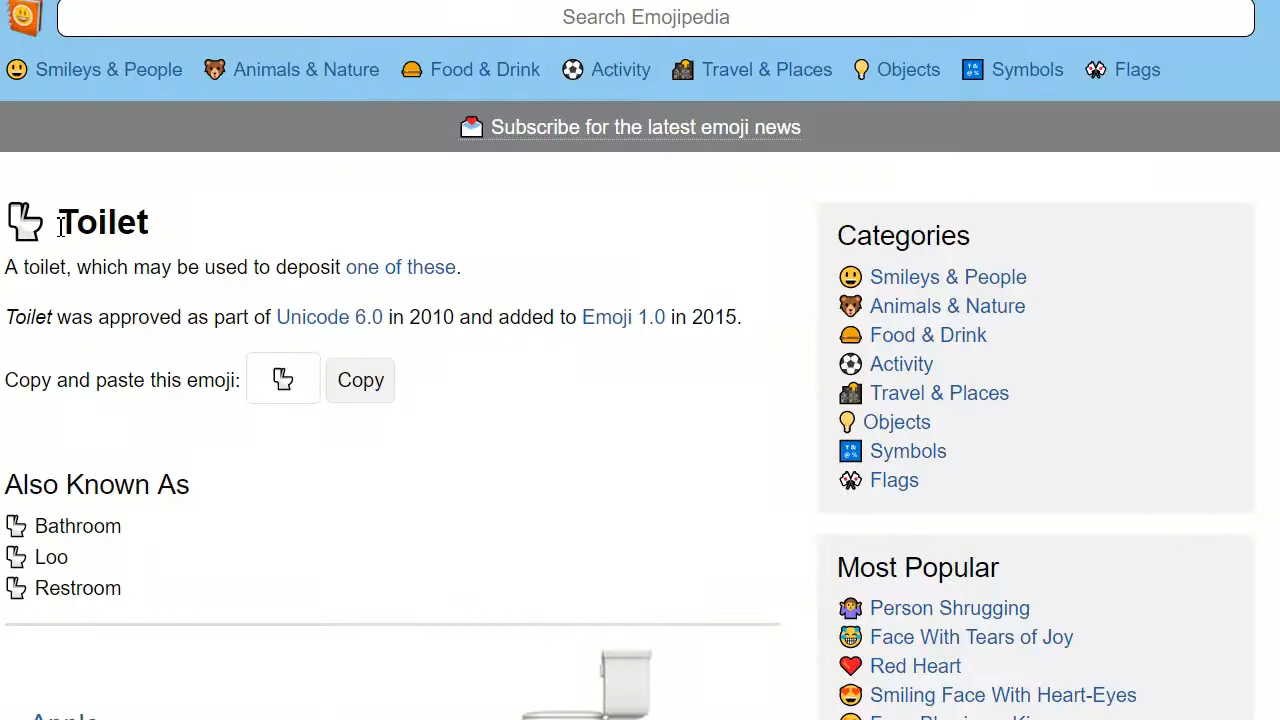 Search Emojipedia
Smileys & People Animals & Nature Food & Drink Activity Travel & Places Objects Symbols Flags
Subscribe for the latest emoji news
Toilet
A toilet, which may be used to deposit one of these.
Toilet was approved as part of Unicode 6.0 in 2010 and added to Emoji 1.0 in 2015.
Copy and paste this emoji: Copy
Also Known As
Bathroom
Loo
Restroom
Categories
Smileys & People
Animals & Nature
Food & Drink
Activity
Travel & Places
Objects
Symbols
Flags
Most Popular
Person Shrugging
Face With Tears of Joy
Red Heart
Smiling Face With Heart-Eyes